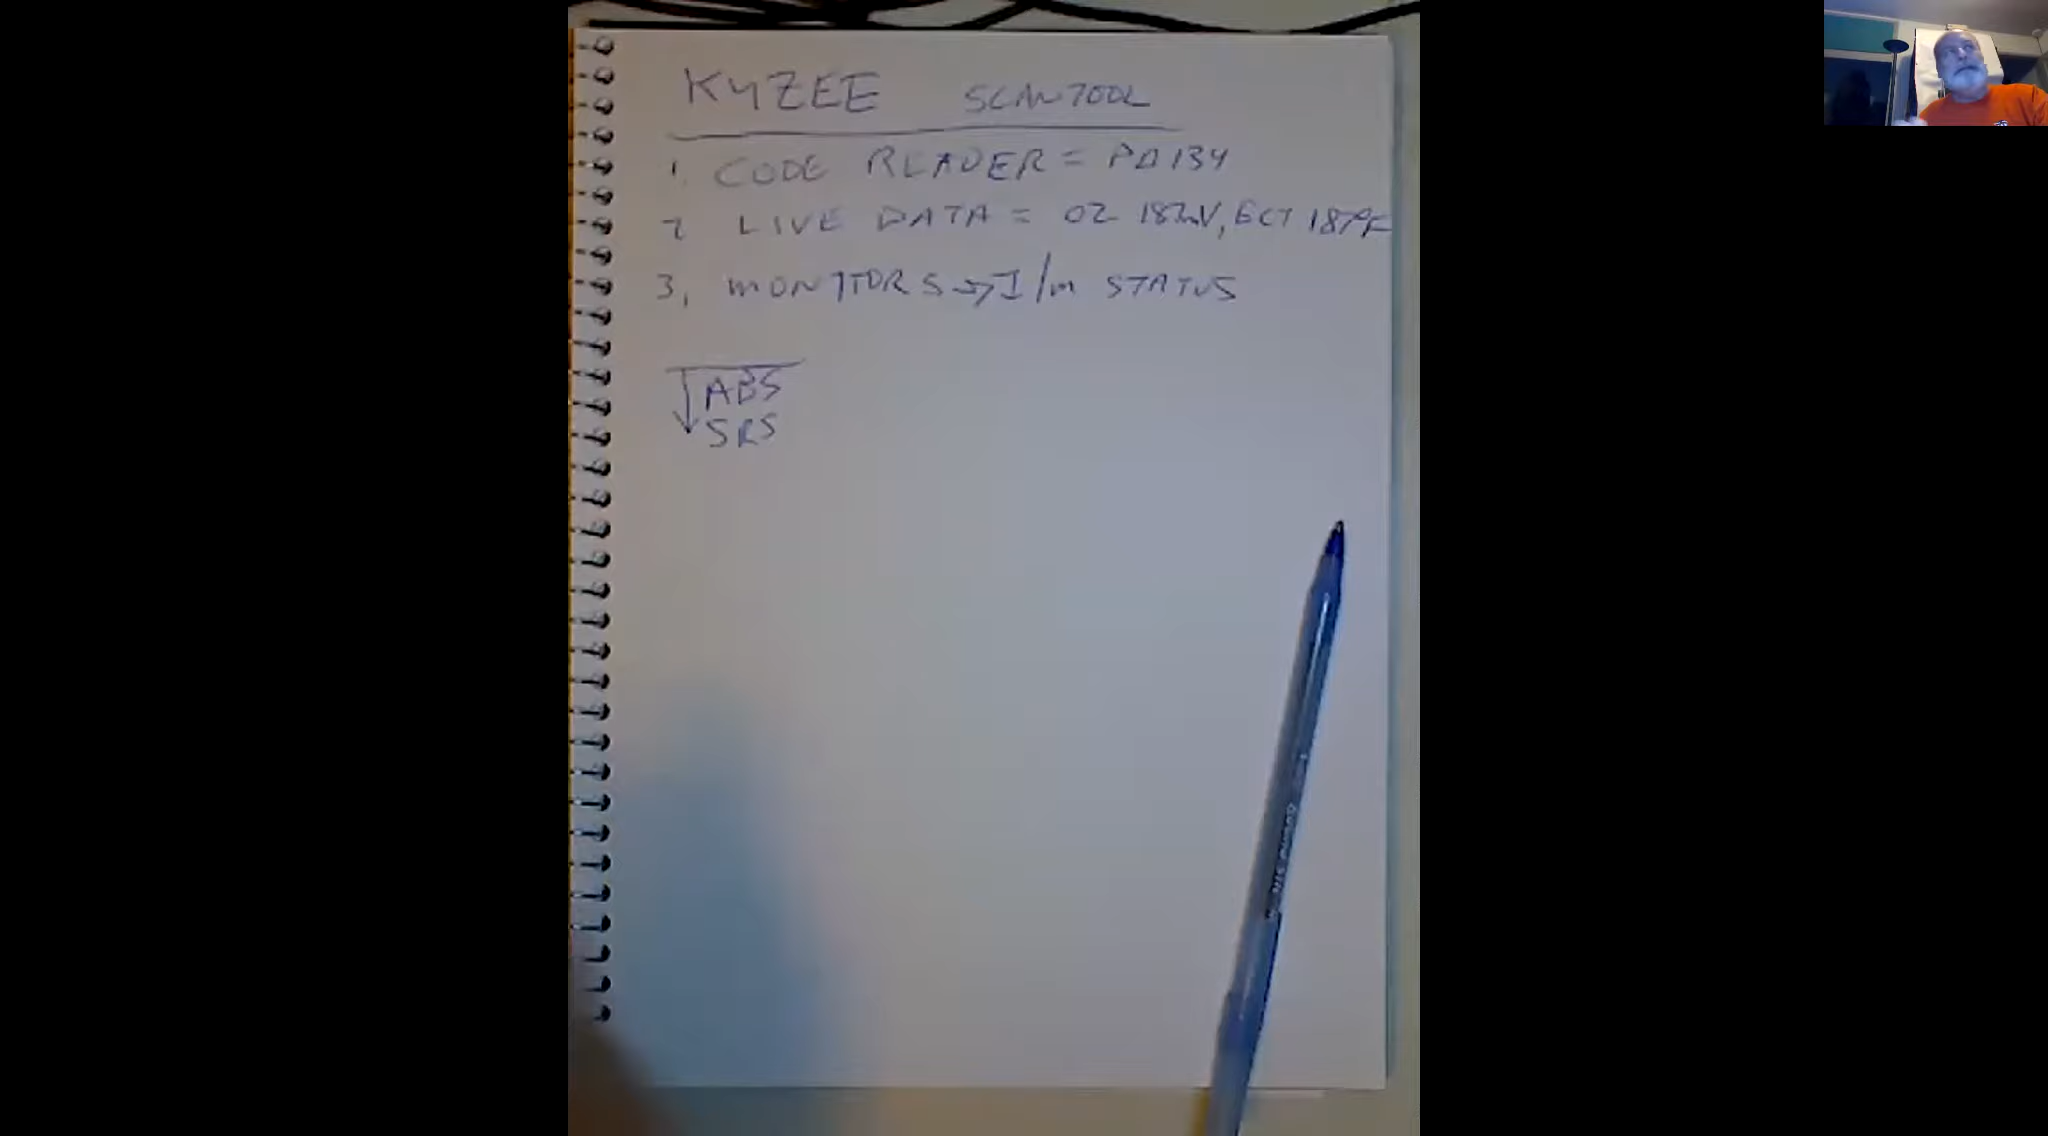 KYZEE SCANTOOL
1. CODE READER = P0134
2 LIVE DATA = O2 182mV, ECT 187°F
3. MONITORS → I/M STATUS
ABS
SRS